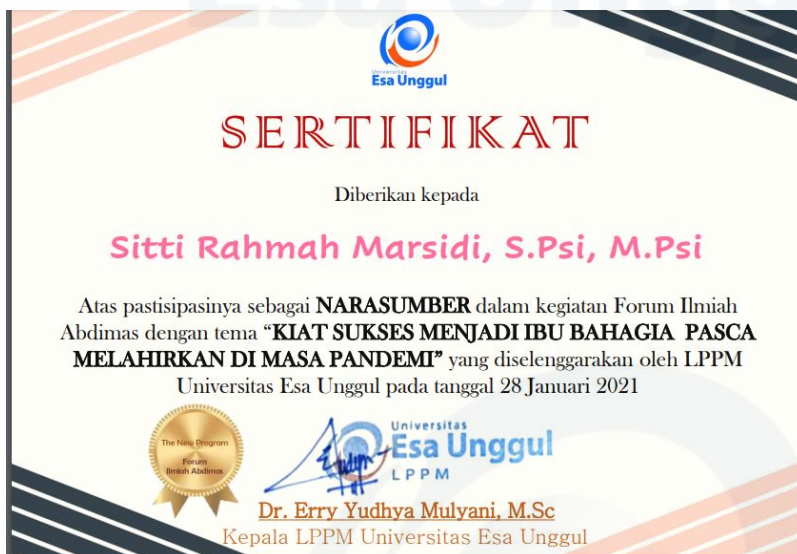 Universitas
Esa Unggul
SERTIFIKAT
Diberikan kepada
Sitti Rahmah Marsidi, S.Psi, M.Psi
Atas pastisipasinya sebagai NARASUMBER dalam kegiatan Forum Ilmiah
Abdimas dengan tema “KIAT SUKSES MENJADI IBU BAHAGIA PASCA
MELAHIRKAN DI MASA PANDEMI” yang diselenggarakan oleh LPPM
Universitas Esa Unggul pada tanggal 28 Januari 2021
The New Program
Forum
Ilmiah Abdimas
Universitas
Esa Unggul
LPPM
Dr. Erry Yudhya Mulyani, M.Sc
Kepala LPPM Universitas Esa Unggul